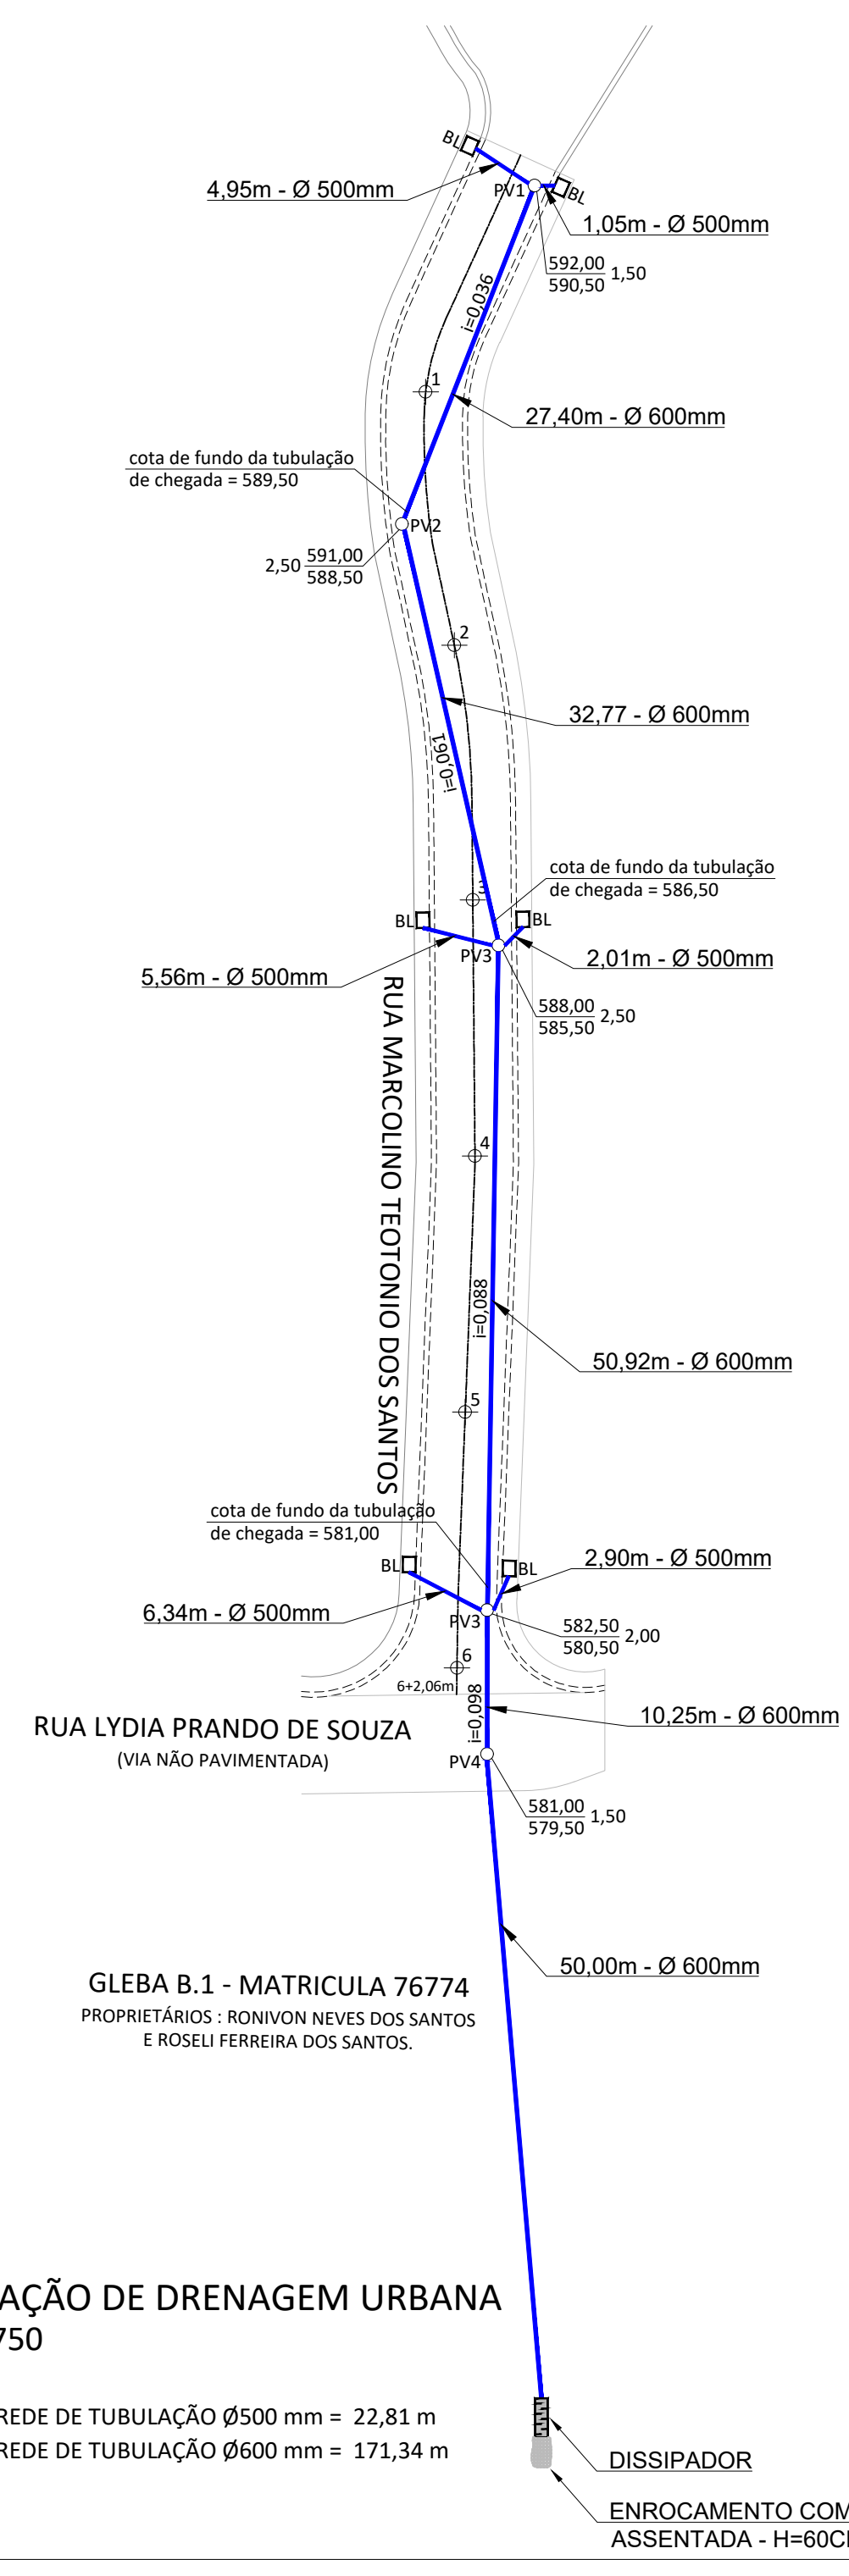 BL
PV1
BL
4,95m - Ø 500mm
1,05m - Ø 500mm
592,00
590,50
1,50
i=0,036
1
27,40m - Ø 600mm
cota de fundo da tubulação
de chegada = 589,50
PV2
2,50
591,00
588,50
2
32,77 - Ø 600mm
i=0,061
cota de fundo da tubulação
de chegada = 586,50
3
BL
BL
PV3
2,01m - Ø 500mm
5,56m - Ø 500mm
588,00
585,50
2,50
RUA MARCOLINO TEOTONIO DOS SANTOS
4
i=0,088
50,92m - Ø 600mm
5
cota de fundo da tubulação
de chegada = 581,00
BL
BL
2,90m - Ø 500mm
6,34m - Ø 500mm
PV3
582,50
580,50
2,00
6
6+2,06m
i=0,098
10,25m - Ø 600mm
RUA LYDIA PRANDO DE SOUZA
(VIA NÃO PAVIMENTADA)
PV4
581,00
579,50
1,50
50,00m - Ø 600mm
GLEBA B.1 - MATRICULA 76774
PROPRIETÁRIOS : RONIVON NEVES DOS SANTOS
E ROSELI FERREIRA DOS SANTOS.
AÇÃO DE DRENAGEM URBANA
750
REDE DE TUBULAÇÃO Ø500 mm = 22,81 m
REDE DE TUBULAÇÃO Ø600 mm = 171,34 m
DISSIPADOR
ENROCAMENTO COM
ASSENTADA - H=60C